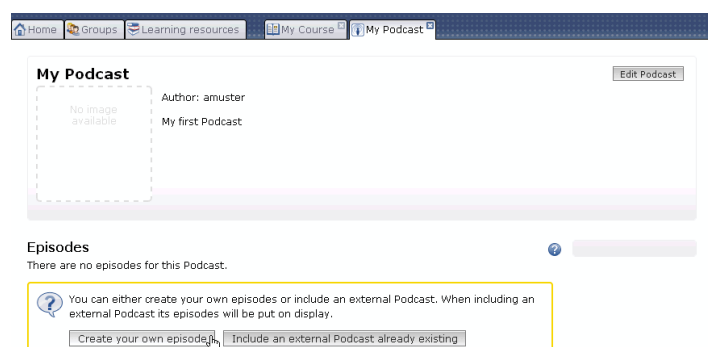 Home Groups Learning resources My Course My Podcast
My Podcast
Edit Podcast
No image
available
Author: amuster
My first Podcast
Episodes
There are no episodes for this Podcast.
You can either create your own episodes or include an external Podcast. When including an
external Podcast its episodes will be put on display.
Create your own episode Include an external Podcast already existing